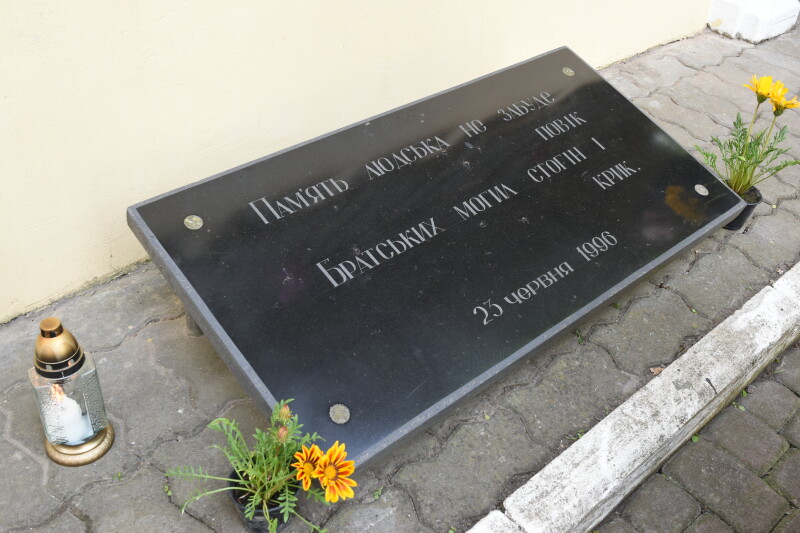 Пам'ять людська не забуде
повік
Братських могил стогін і
крик.
23 червня 1996